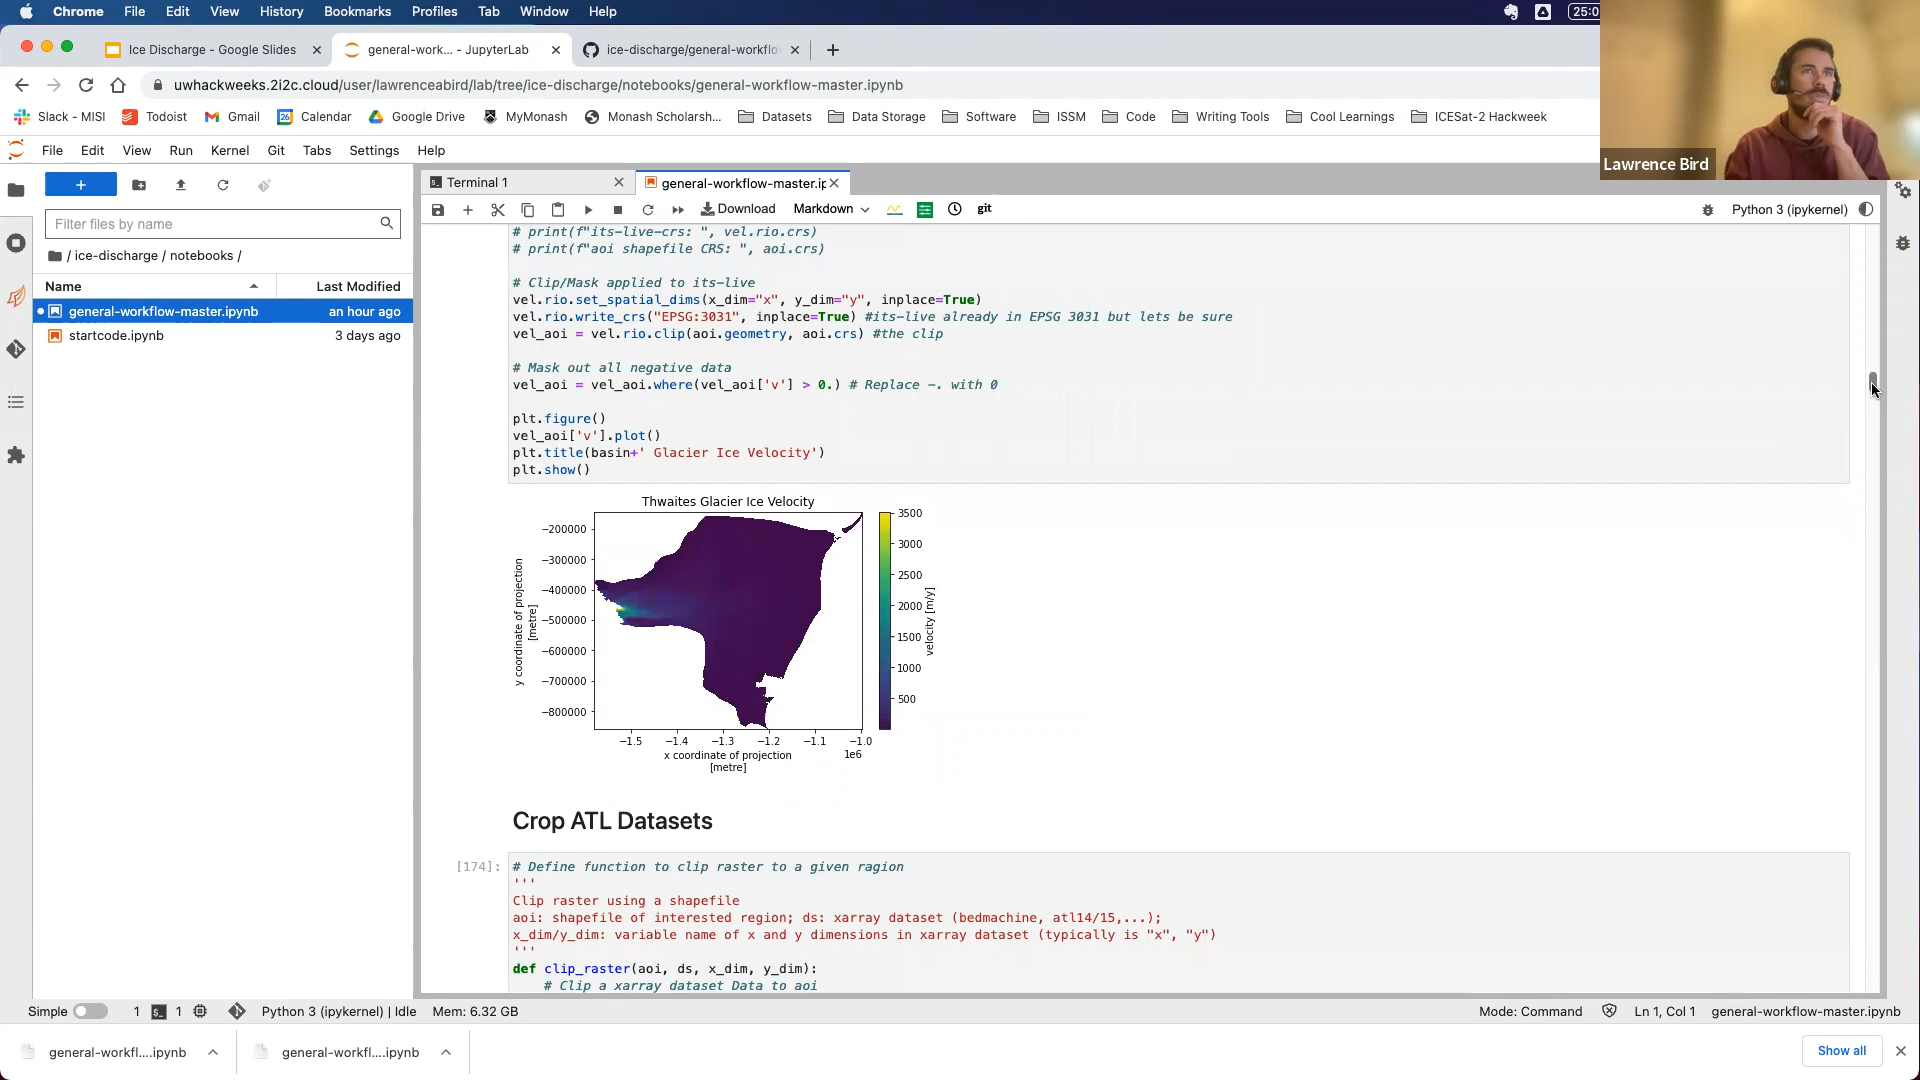 Chrome File Edit View History Bookmarks Profiles Tab Window Help
25:0
Ice Discharge - Google Slides
general-work... - JupyterLab
ice-discharge/general-workflo
uwhackweeks.2i2c.cloud/user/lawrenceabird/lab/tree/ice-discharge/notebooks/general-workflow-master.ipynb
Slack - MISI Todoist Gmail Calendar Google Drive MyMonash Monash Scholarsh... Datasets Data Storage Software ISSM Code Writing Tools Cool Learnings ICESat-2 Hackweek
Lawrence Bird
File Edit View Run Kernel Git Tabs Settings Help
Terminal 1
general-workflow-master.ip
Filter files by name
Download Markdown git Python 3 (ipykernel)
/ ice-discharge / notebooks /
Name Last Modified
general-workflow-master.ipynb an hour ago
startcode.ipynb 3 days ago
# print(f"its-live-crs: ", vel.rio.crs)
# print(f"aoi shapefile CRS: ", aoi.crs)
# Clip/Mask applied to its-live
vel.rio.set_spatial_dims(x_dim="x", y_dim="y", inplace=True)
vel.rio.write_crs("EPSG:3031", inplace=True) #its-live already in EPSG 3031 but lets be sure
vel_aoi = vel.rio.clip(aoi.geometry, aoi.crs) #the clip
# Mask out all negative data
vel_aoi = vel_aoi.where(vel_aoi['v'] > 0.) # Replace -. with 0
plt.figure()
vel_aoi['v'].plot()
plt.title(basin+' Glacier Ice Velocity')
plt.show()
Thwaites Glacier Ice Velocity
−200000
−300000
−400000
−500000
−600000
−700000
−800000
y coordinate of projection
[metre]
−1.5 −1.4 −1.3 −1.2 −1.1 −1.0
1e6
x coordinate of projection
[metre]
3500
3000
2500
2000
1500
1000
500
velocity [m/y]
Crop ATL Datasets
[174]:
# Define function to clip raster to a given ragion
'''
Clip raster using a shapefile
aoi: shapefile of interested region; ds: xarray dataset (bedmachine, atl14/15,...);
x_dim/y_dim: variable name of x and y dimensions in xarray dataset (typically is "x", "y")
'''
def clip_raster(aoi, ds, x_dim, y_dim):
# Clip a xarray dataset Data to aoi
Simple 1 1 Python 3 (ipykernel) | Idle Mem: 6.32 GB Mode: Command Ln 1, Col 1 general-workflow-master.ipynb
general-workfl....ipynb
general-workfl....ipynb
Show all